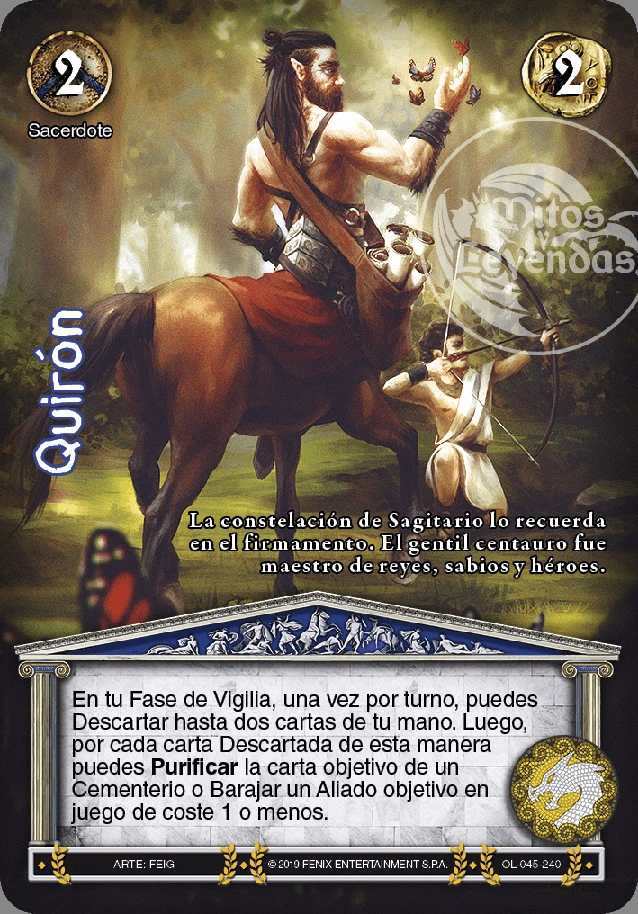 2
2
Sacerdote
Mitos
y
Leyendas
Quirón
La constelación de Sagitario lo recuerda
en el firmamento. El gentil centauro fue
maestro de reyes, sabios y héroes.
En tu Fase de Vigilia, una vez por turno, puedes
Descartar hasta dos cartas de tu mano. Luego,
por cada carta Descartada de esta manera
puedes Purificar la carta objetivo de un
Cementerio o Barajar un Aliado objetivo en
juego de coste 1 o menos.
ARTE: FEIG
© 2019 FENIX ENTERTAINMENT S.P.A.
OL 045-240